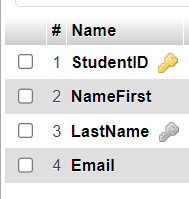 # Name
1 StudentID
2 NameFirst
3 LastName
4 Email